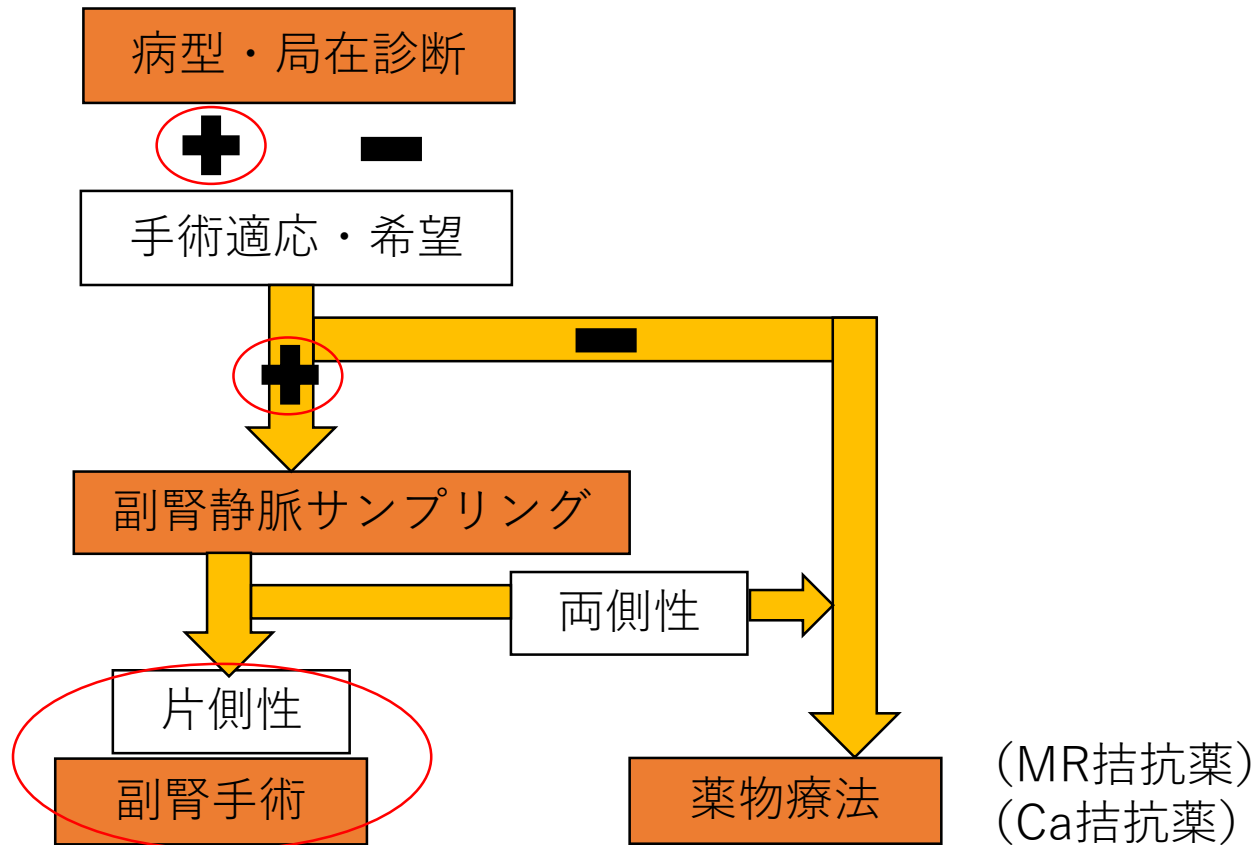 病型・局在診断
手術適応・希望
副腎静脈サンプリング
両側性
片側性
副腎手術
薬物療法
（MR拮抗薬）
（Ca拮抗薬）